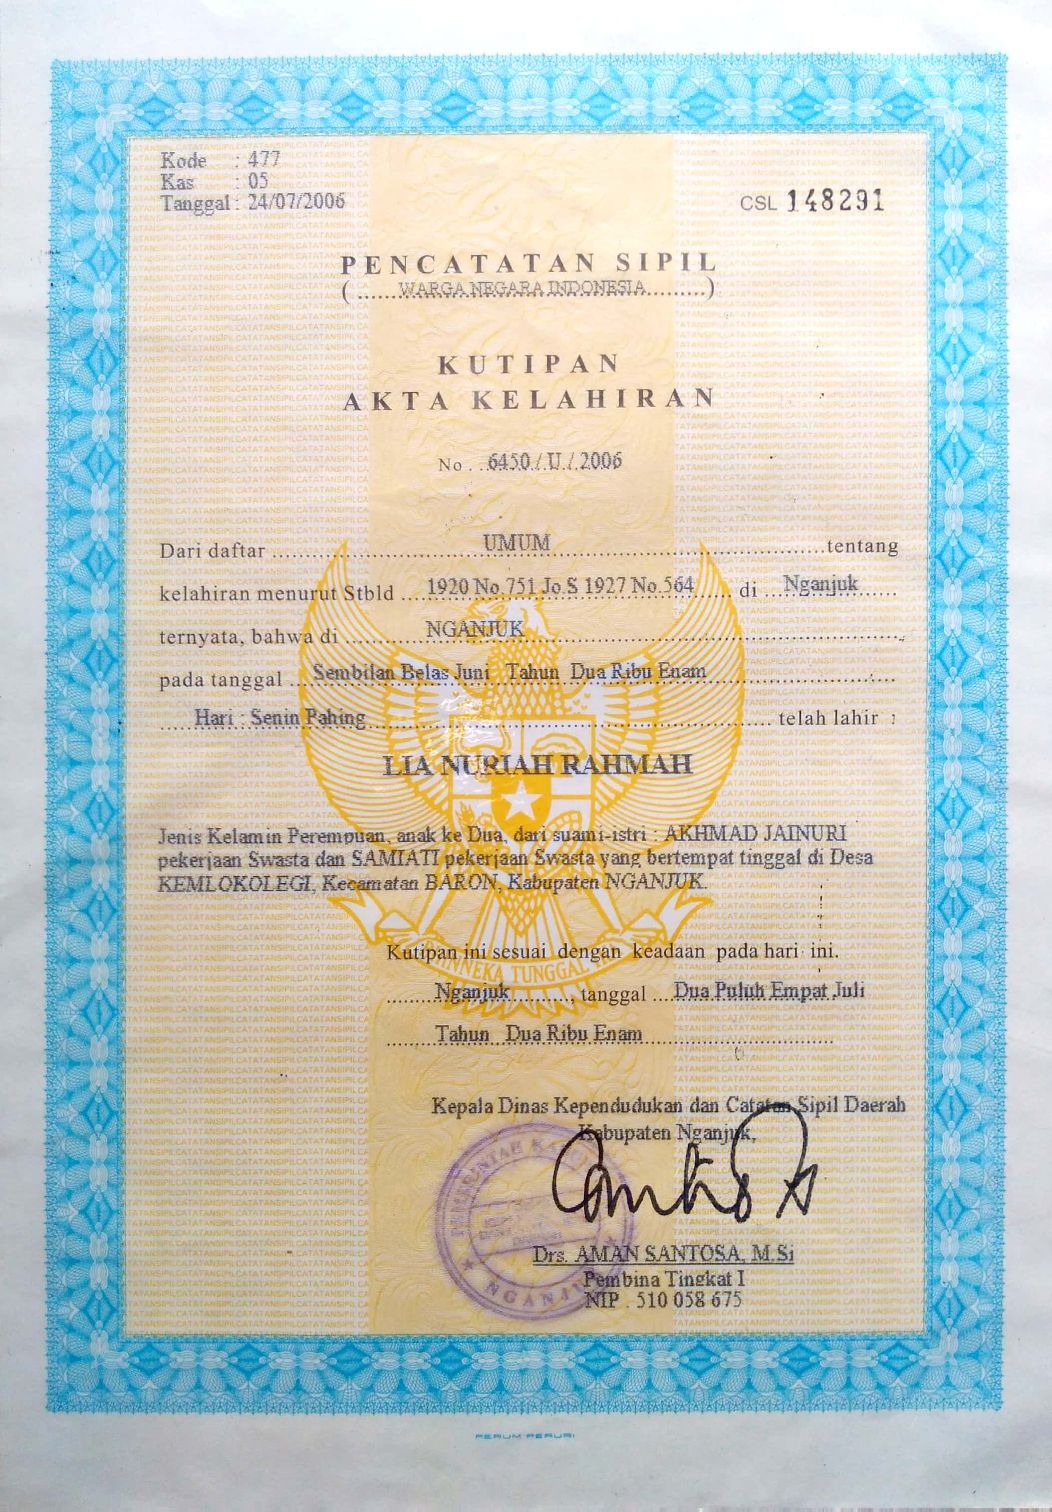 Kode : 477
Kas : 05
Tanggal : 24/07/2006
CSL 148291
PENCATATAN SIPIL
( ......WARGA NEGARA INDONESIA.........)
KUTIPAN
AKTA KELAHIRAN
No . ..6450./.U./.2006
Dari daftar ........ UMUM ........ tentang
kelahiran menurut Stbld ....1920 No.751 Jo.S 1927 No.564...... di ...Nganjuk......
ternyata, bahwa di ............NGANJUK............
pada tanggal ...Sembilan Belas Juni Tahun Dua Ribu Enam............
......Hari : Senin Pahing............ telah lahir :
LIA NURIAH RAHMAH
Jenis Kelamin Perempuan, anak ke Dua, dari suami-istri : AKHMAD JAINURI
pekerjaan Swasta dan SAMIATI pekerjaan Swasta yang bertempat tinggal di Desa
KEMLOKOLEGI, Kecamatan BARON, Kabupaten NGANJUK.
BHINNEKA TUNGGAL
Kutipan ini sesuai dengan keadaan pada hari ini.
........Nganjuk..........., tanggal ....Dua Puluh Empat Juli
........Tahun Dua Ribu Enam............
Kepala Dinas Kependudukan dan Catatan Sipil Daerah
Kabupaten Nganjuk,
NGANJUK
Drs. AMAN SANTOSA, M.Si
Pembina Tingkat I
NIP . 510 058 675
PERUM PERURI